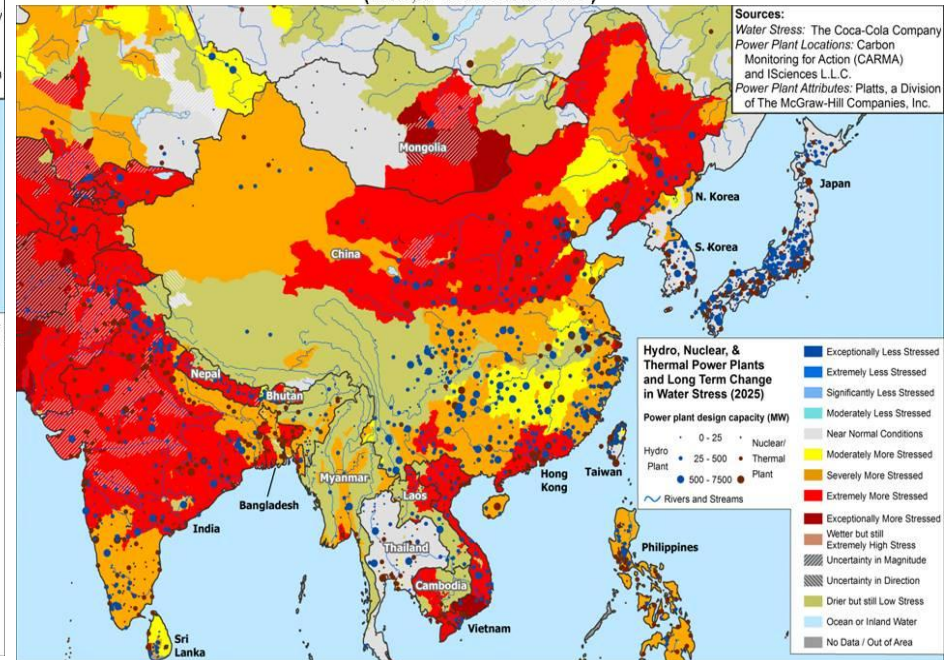 Sources:
Water Stress: The Coca-Cola Company
Power Plant Locations: Carbon
Monitoring for Action (CARMA)
and ISciences L.L.C.
Power Plant Attributes: Platts, a Division
of The McGraw-Hill Companies, Inc.
Mongolia
Japan
N. Korea
S. Korea
China
Nepal
Bhutan
Myanmar
Laos
Hong
Kong
Taiwan
Bangladesh
India
Thailand
Philippines
Cambodia
Vietnam
Sri
Lanka
Hydro, Nuclear, &
Thermal Power Plants
and Long Term Change
in Water Stress (2025)
Power plant design capacity (MW)
0 - 25
Hydro
Plant
25 - 500
Nuclear/
Thermal
Plant
500 - 7500
Rivers and Streams
Exceptionally Less Stressed
Extremely Less Stressed
Significantly Less Stressed
Moderately Less Stressed
Near Normal Conditions
Moderately More Stressed
Severely More Stressed
Extremely More Stressed
Exceptionally More Stressed
Wetter but still
Extremely High Stress
Uncertainty in Magnitude
Uncertainty in Direction
Drier but still Low Stress
Ocean or Inland Water
No Data / Out of Area